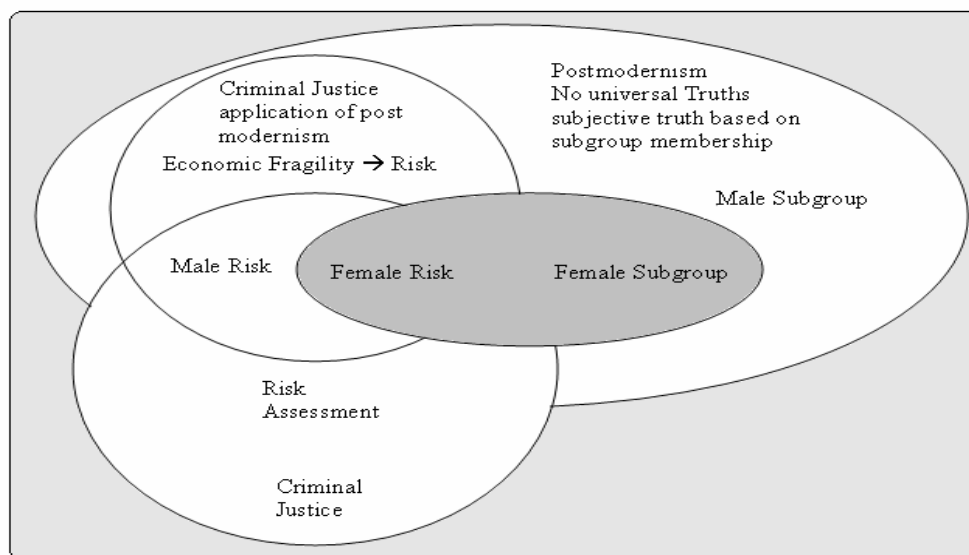 Criminal Justice
application of post
modernism
Economic Fragility → Risk
Postmodernism
No universal Truths
subjective truth based on
subgroup membership
Male Subgroup
Male Risk
Female Risk
Female Subgroup
Risk
Assessment
Criminal
Justice